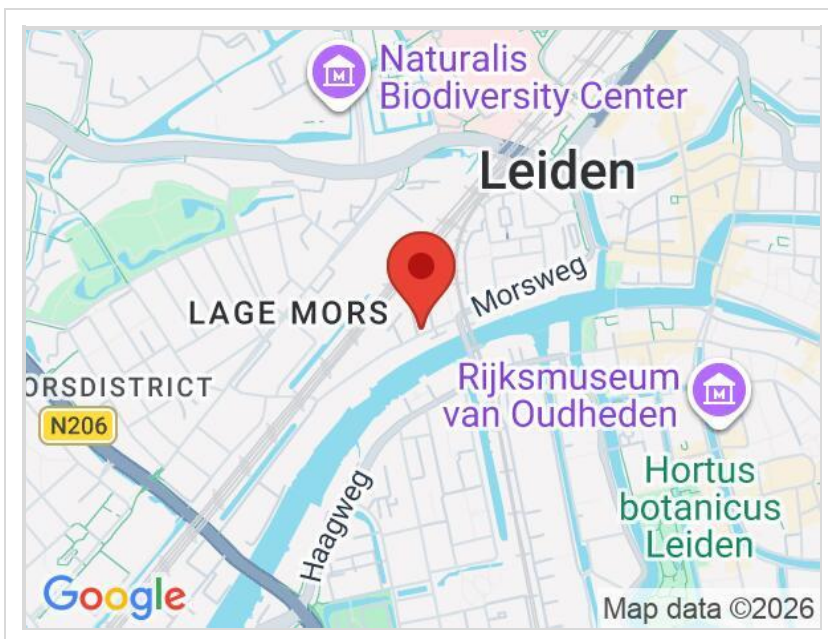 Naturalis
Biodiversity Center
Leiden
Morsweg
LAGE MORS
ORSDISTRICT
N206
Rijksmuseum
van Oudheden
Haagweg
Hortus
botanicus
Leiden
Google
Map data ©2026